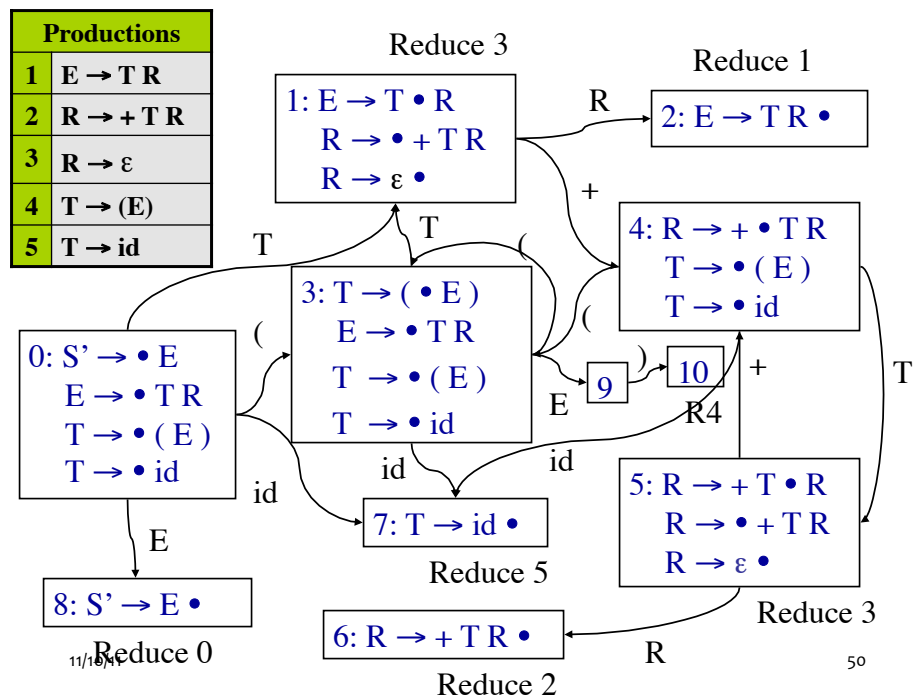 Productions
1 E → T R
2 R → + T R
3 R → ε
4 T → (E)
5 T → id
Reduce 3
1: E → T • R
R → • + T R
R → ε •
R
Reduce 1
2: E → T R •
+
T
T
(
(
(
4: R → + • T R
T → • ( E )
T → • id
3: T → ( • E )
E → • T R
T → • ( E )
T → • id
0: S’ → • E
E → • T R
T → • ( E )
T → • id
E
9
)
10
R4
+
T
id
id
id
5: R → + T • R
R → • + T R
R → ε •
7: T → id •
Reduce 5
E
8: S’ → E •
Reduce 0
6: R → + T R •
Reduce 2
R
Reduce 3
50